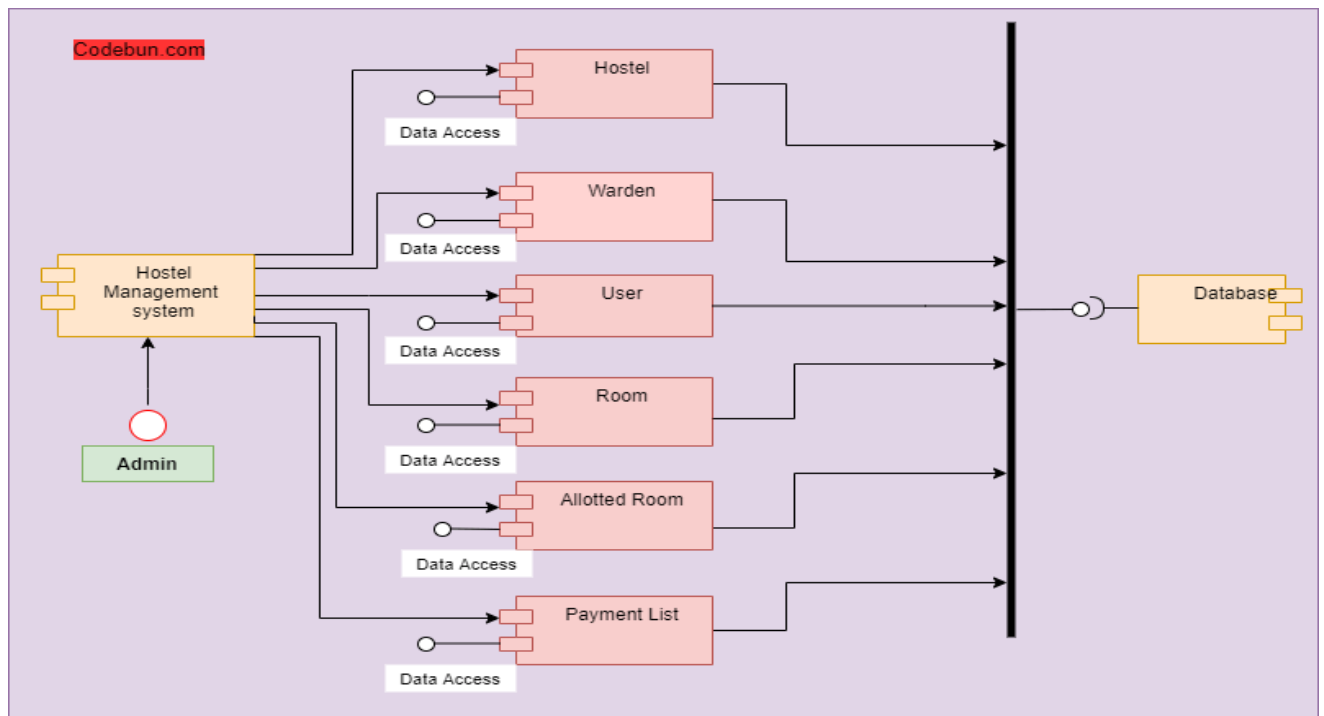 Codebun.com
Hostel
Data Access
Warden
Data Access
Hostel
Management
system
User
Data Access
Database
Room
Data Access
Admin
Allotted Room
Data Access
Payment List
Data Access